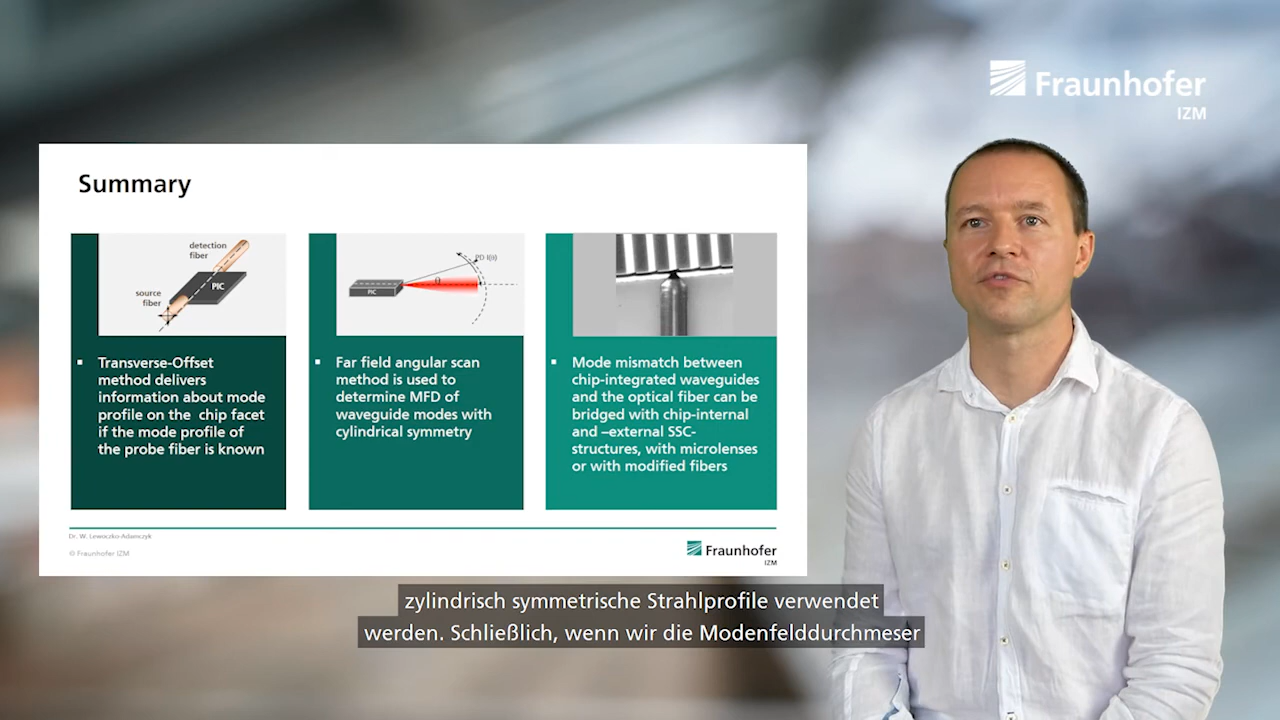 Fraunhofer
IZM
Summary
detection
fiber
PIC
source
fiber
PIC
θ
PD I(θ)
▪ Transverse-Offset
method delivers
information about mode
profile on the chip facet
if the mode profile of
the probe fiber is known
▪ Far field angular scan
method is used to
determine MFD of
waveguide modes with
cylindrical symmetry
▪ Mode mismatch between
chip-integrated waveguides
and the optical fiber can be
bridged with chip-internal
and –external SSC-
structures, with microlenses
or with modified fibers
Dr. W. Lewoczko-Adamczyk
© Fraunhofer IZM
Fraunhofer
IZM
zylindrisch symmetrische Strahlprofile verwendet
werden. Schließlich, wenn wir die Modenfelddurchmeser